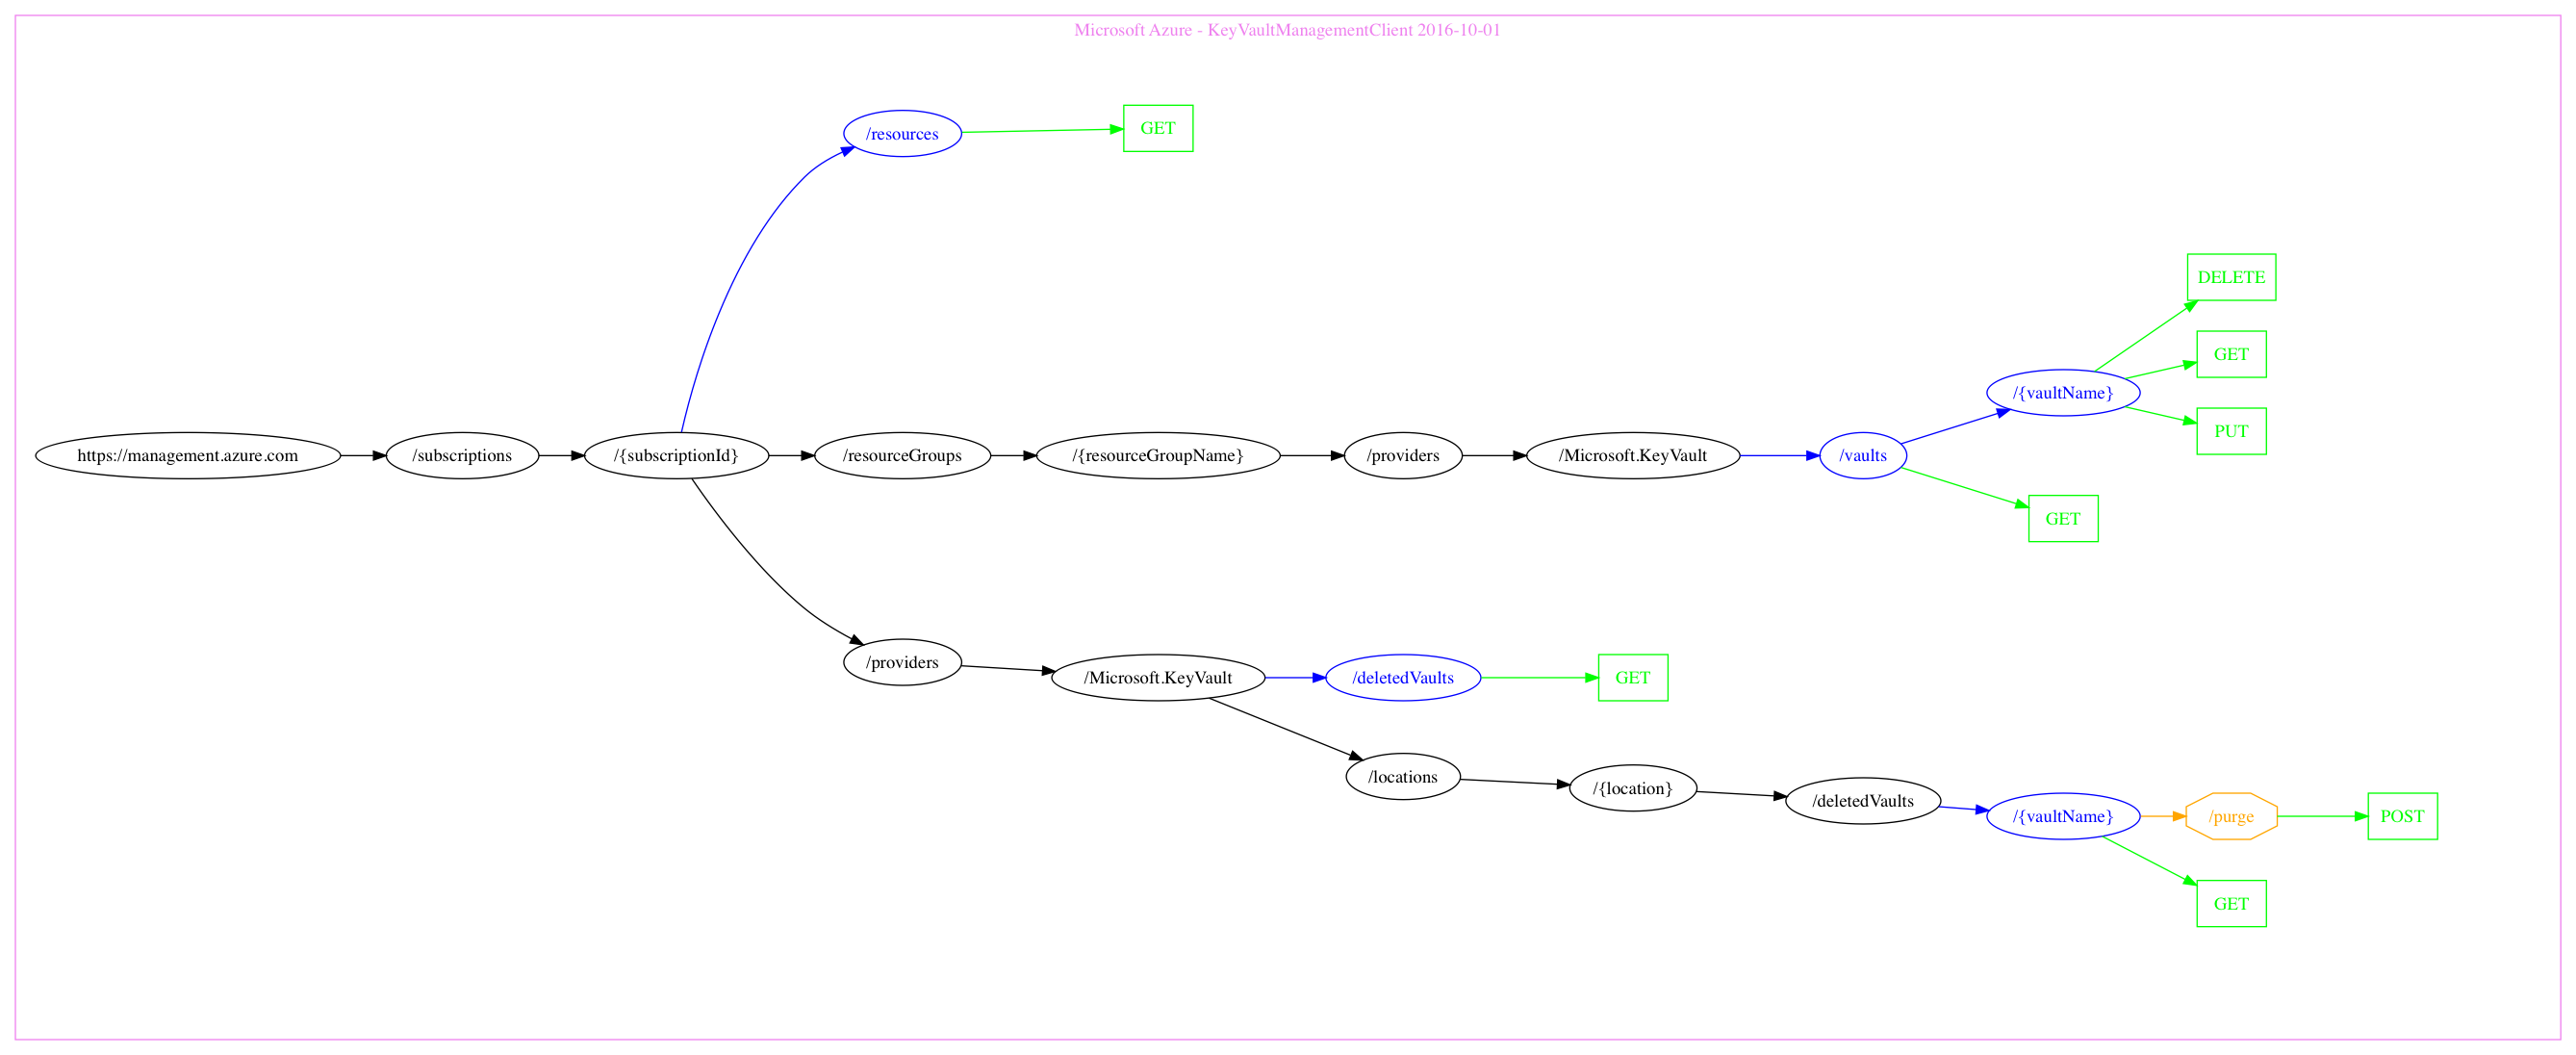 Microsoft Azure - KeyVaultManagementClient 2016-10-01
/resources
GET
DELETE
GET
/{vaultName}
PUT
https://management.azure.com
/subscriptions
/{subscriptionId}
/resourceGroups
/{resourceGroupName}
/providers
/Microsoft.KeyVault
/vaults
GET
/providers
/Microsoft.KeyVault
/deletedVaults
GET
/locations
/{location}
/deletedVaults
/{vaultName}
/purge
POST
GET